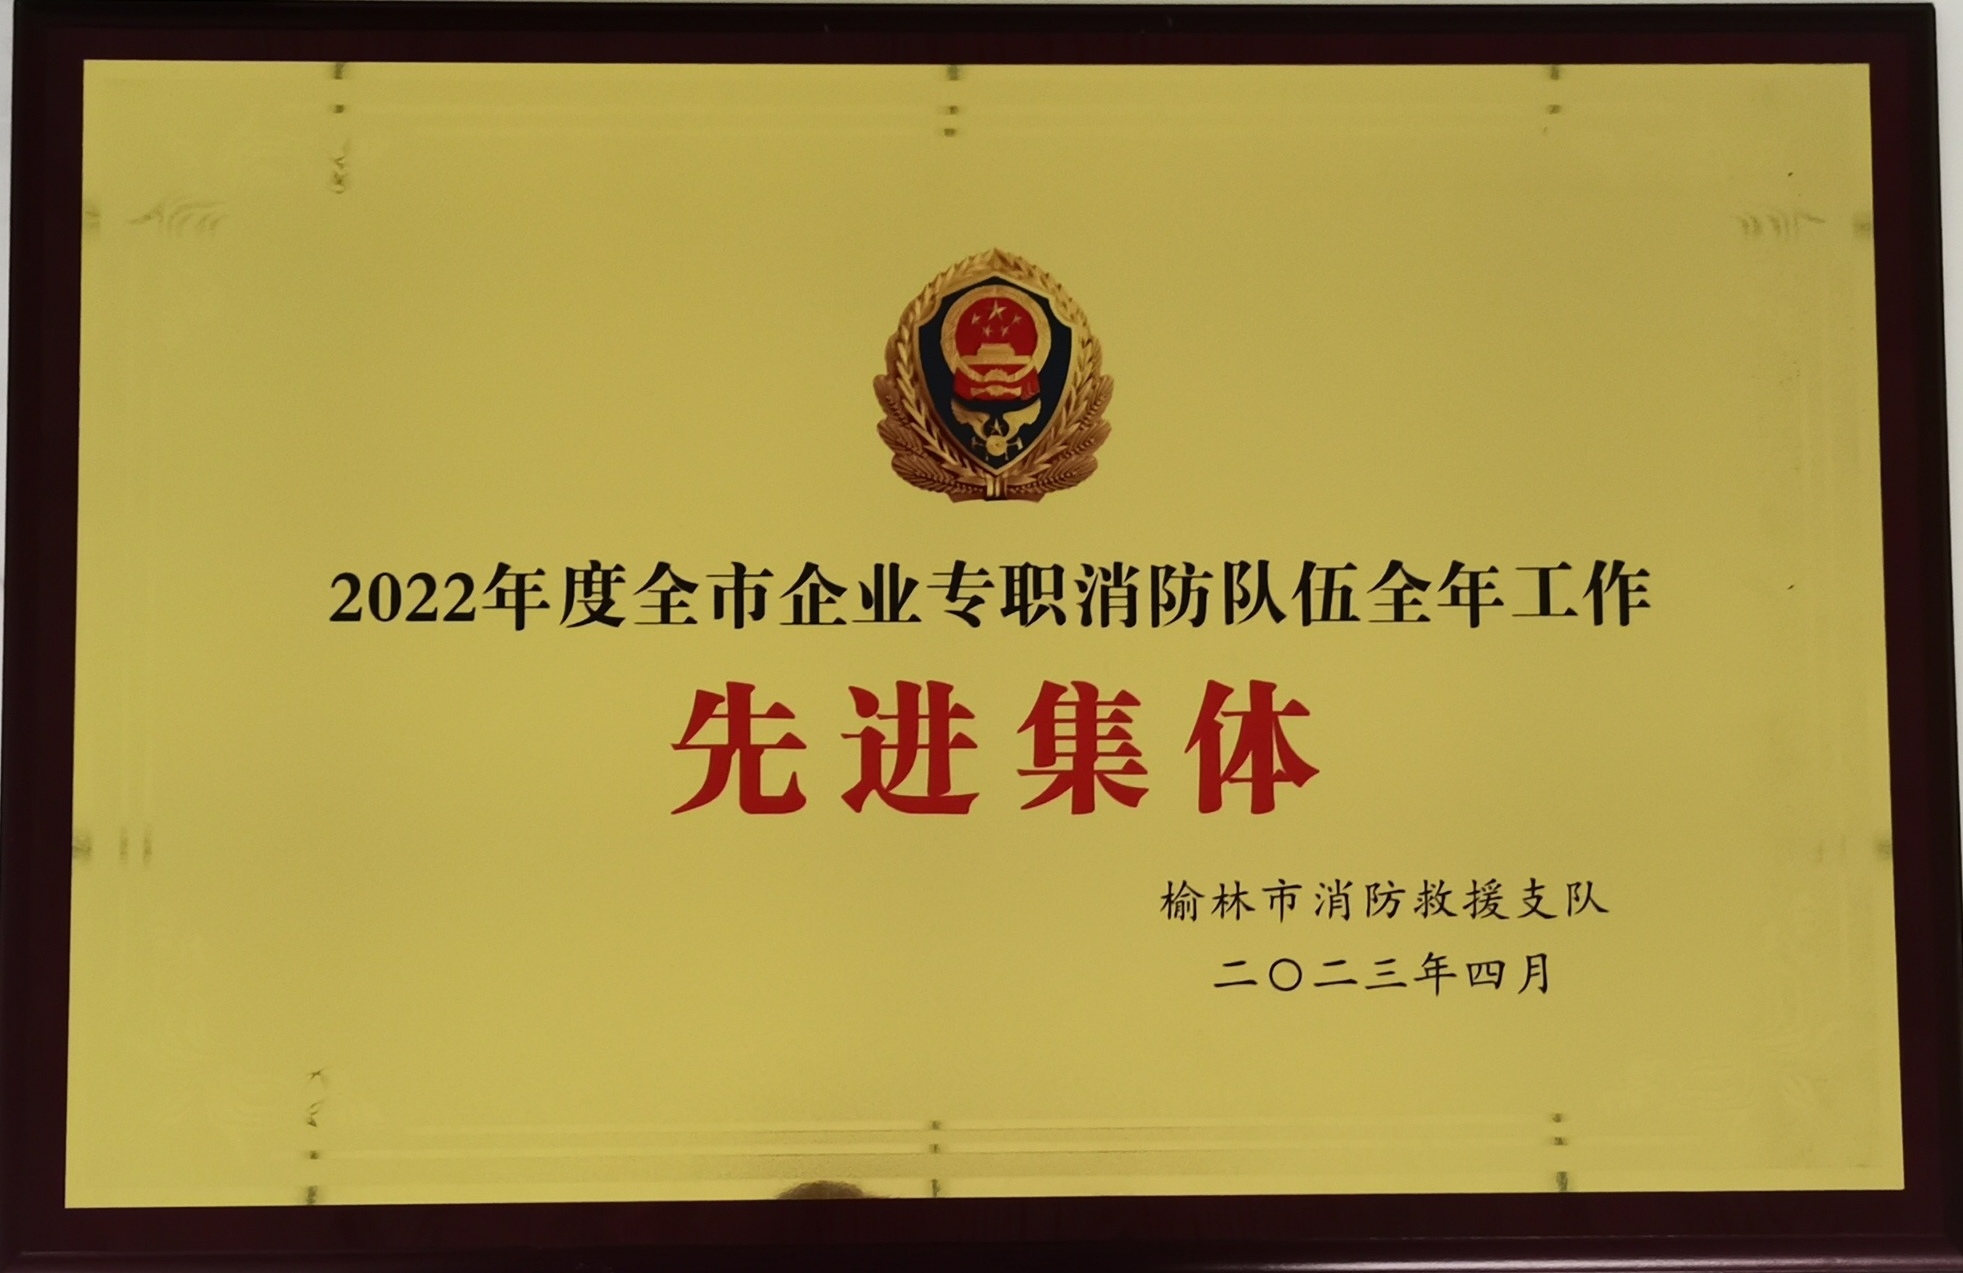 2022年度全市企业专职消防队伍全年工作
先进集体
榆林市消防救援支队
二〇二三年四月